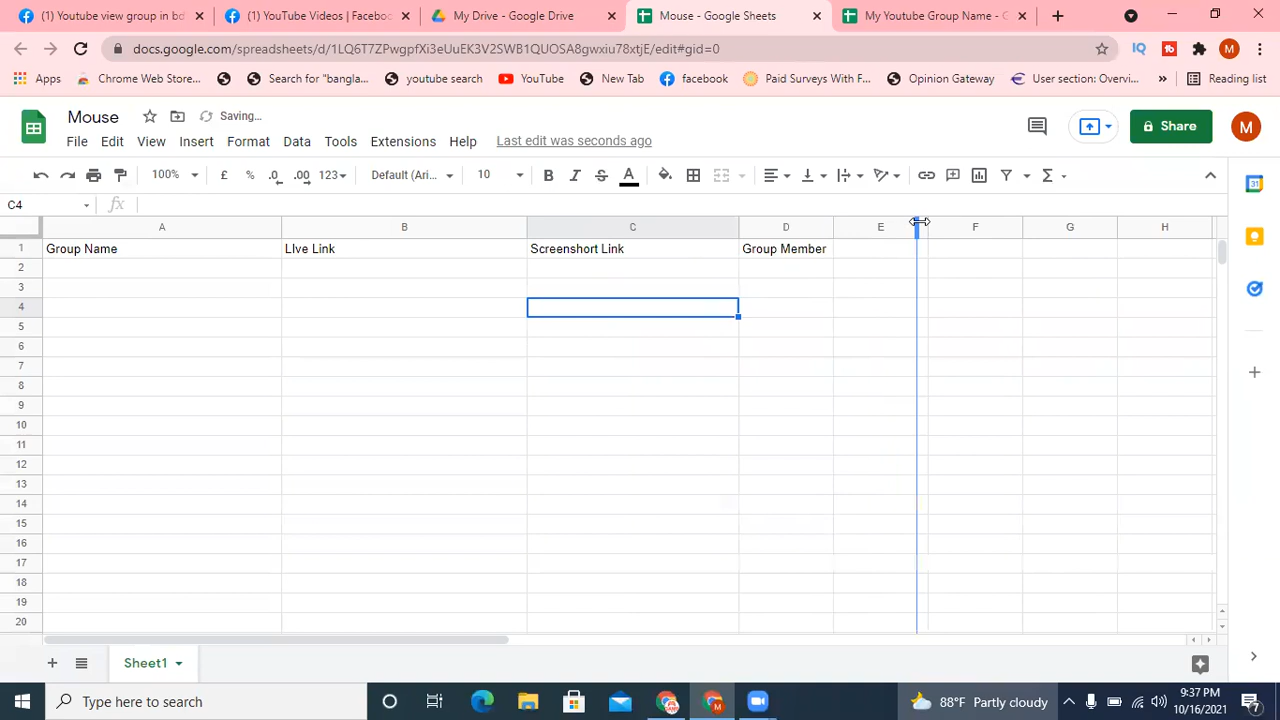 (1) YouTube view group in bd
(1) YouTube Videos | Facebo
My Drive - Google Drive
Mouse - Google Sheets
My Youtube Group Name - G
docs.google.com/spreadsheets/d/1LQ6T7ZPwgpfXi3eUuEK3V2SWB1QUOSA8gwxiu78xtjE/edit#gid=0
IQ
M
Apps
Chrome Web Store...
Search for "bangla...
youtube search
YouTube
New Tab
facebook
Paid Surveys With F...
Opinion Gateway
User section: Overvi...
»
Reading list
Mouse
Saving...
Share
M
File
Edit
View
Insert
Format
Data
Tools
Extensions
Help
Last edit was seconds ago
100%
£
%
.0
.00
123
Default (Ari...
10
B
I
S
A
31
C4
fx
A B C D E F G H
1 Group Name LIve Link Screenshort Link Group Member
2
3
4
5
6
7
8
9
10
11
12
13
14
15
16
17
18
19
20
Sheet1
Type here to search
88°F Partly cloudy
9:37 PM
10/16/2021
7